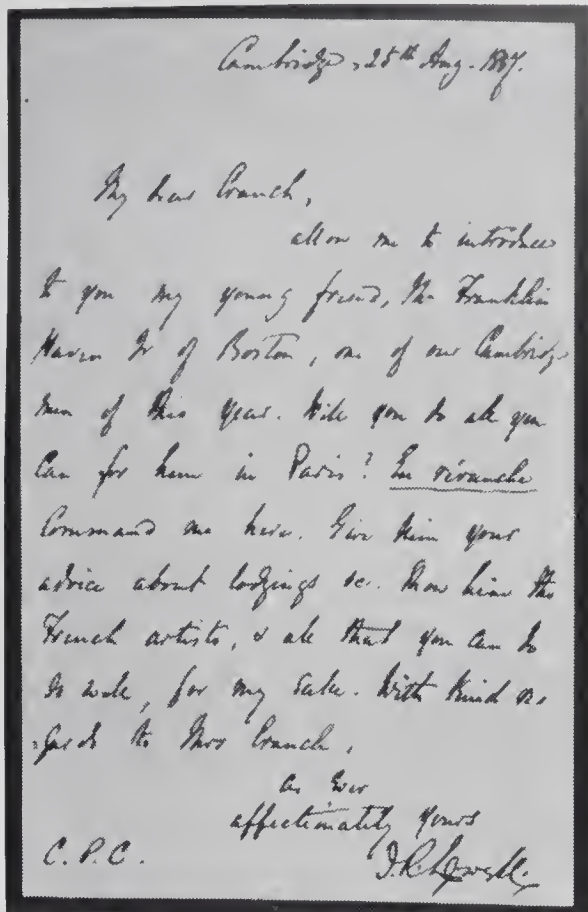 Cambridge, 25th Aug. 1857.
My dear Cranch,
allow me to introduce
to you my young friend, Mr Franklin
Haven Jr of Boston, one of our Cambridge
men of this year. Will you do all you
can for him in Paris? En revanche
command me here. Give him your
advice about lodgings &c. Show him the
French artists, & all that you can do
so well, for my sake. With kind re
gards to Mrs Cranch,
as ever
affectionately yours
J. R. Lowell.
C. P. C.